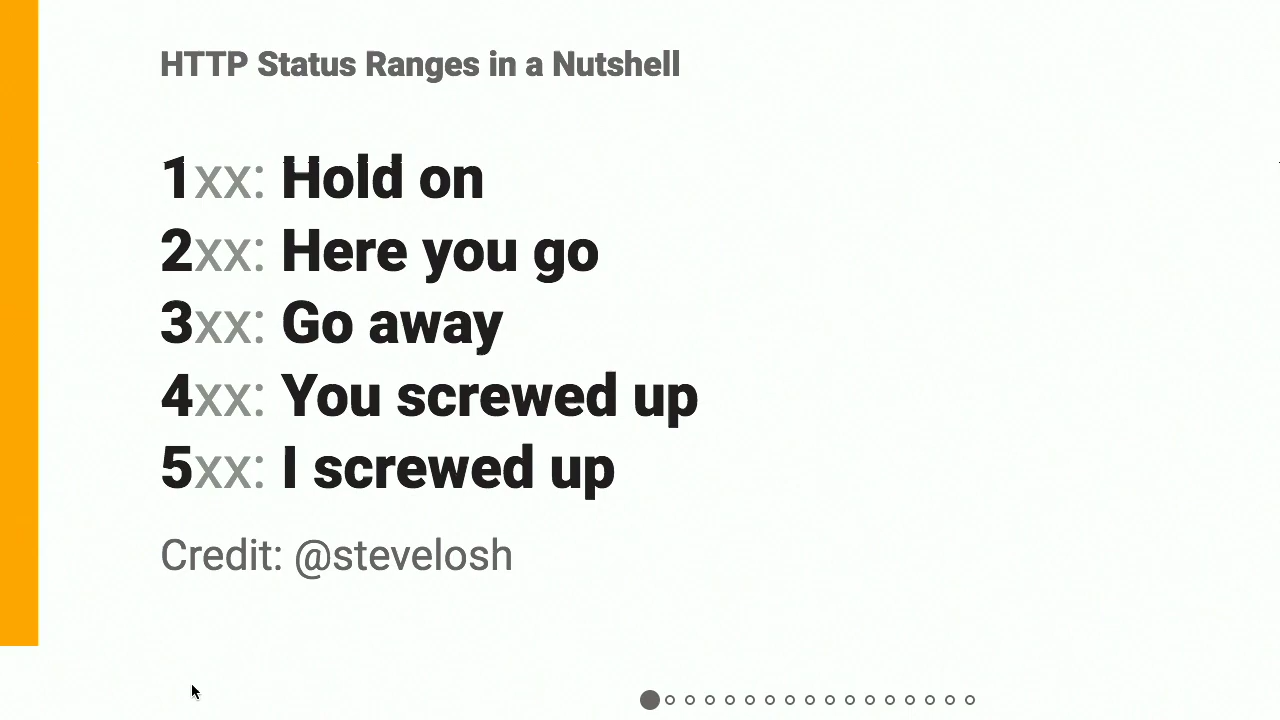 HTTP Status Ranges in a Nutshell
1xx: Hold on
2xx: Here you go
3xx: Go away
4xx: You screwed up
5xx: I screwed up
Credit: @stevelosh